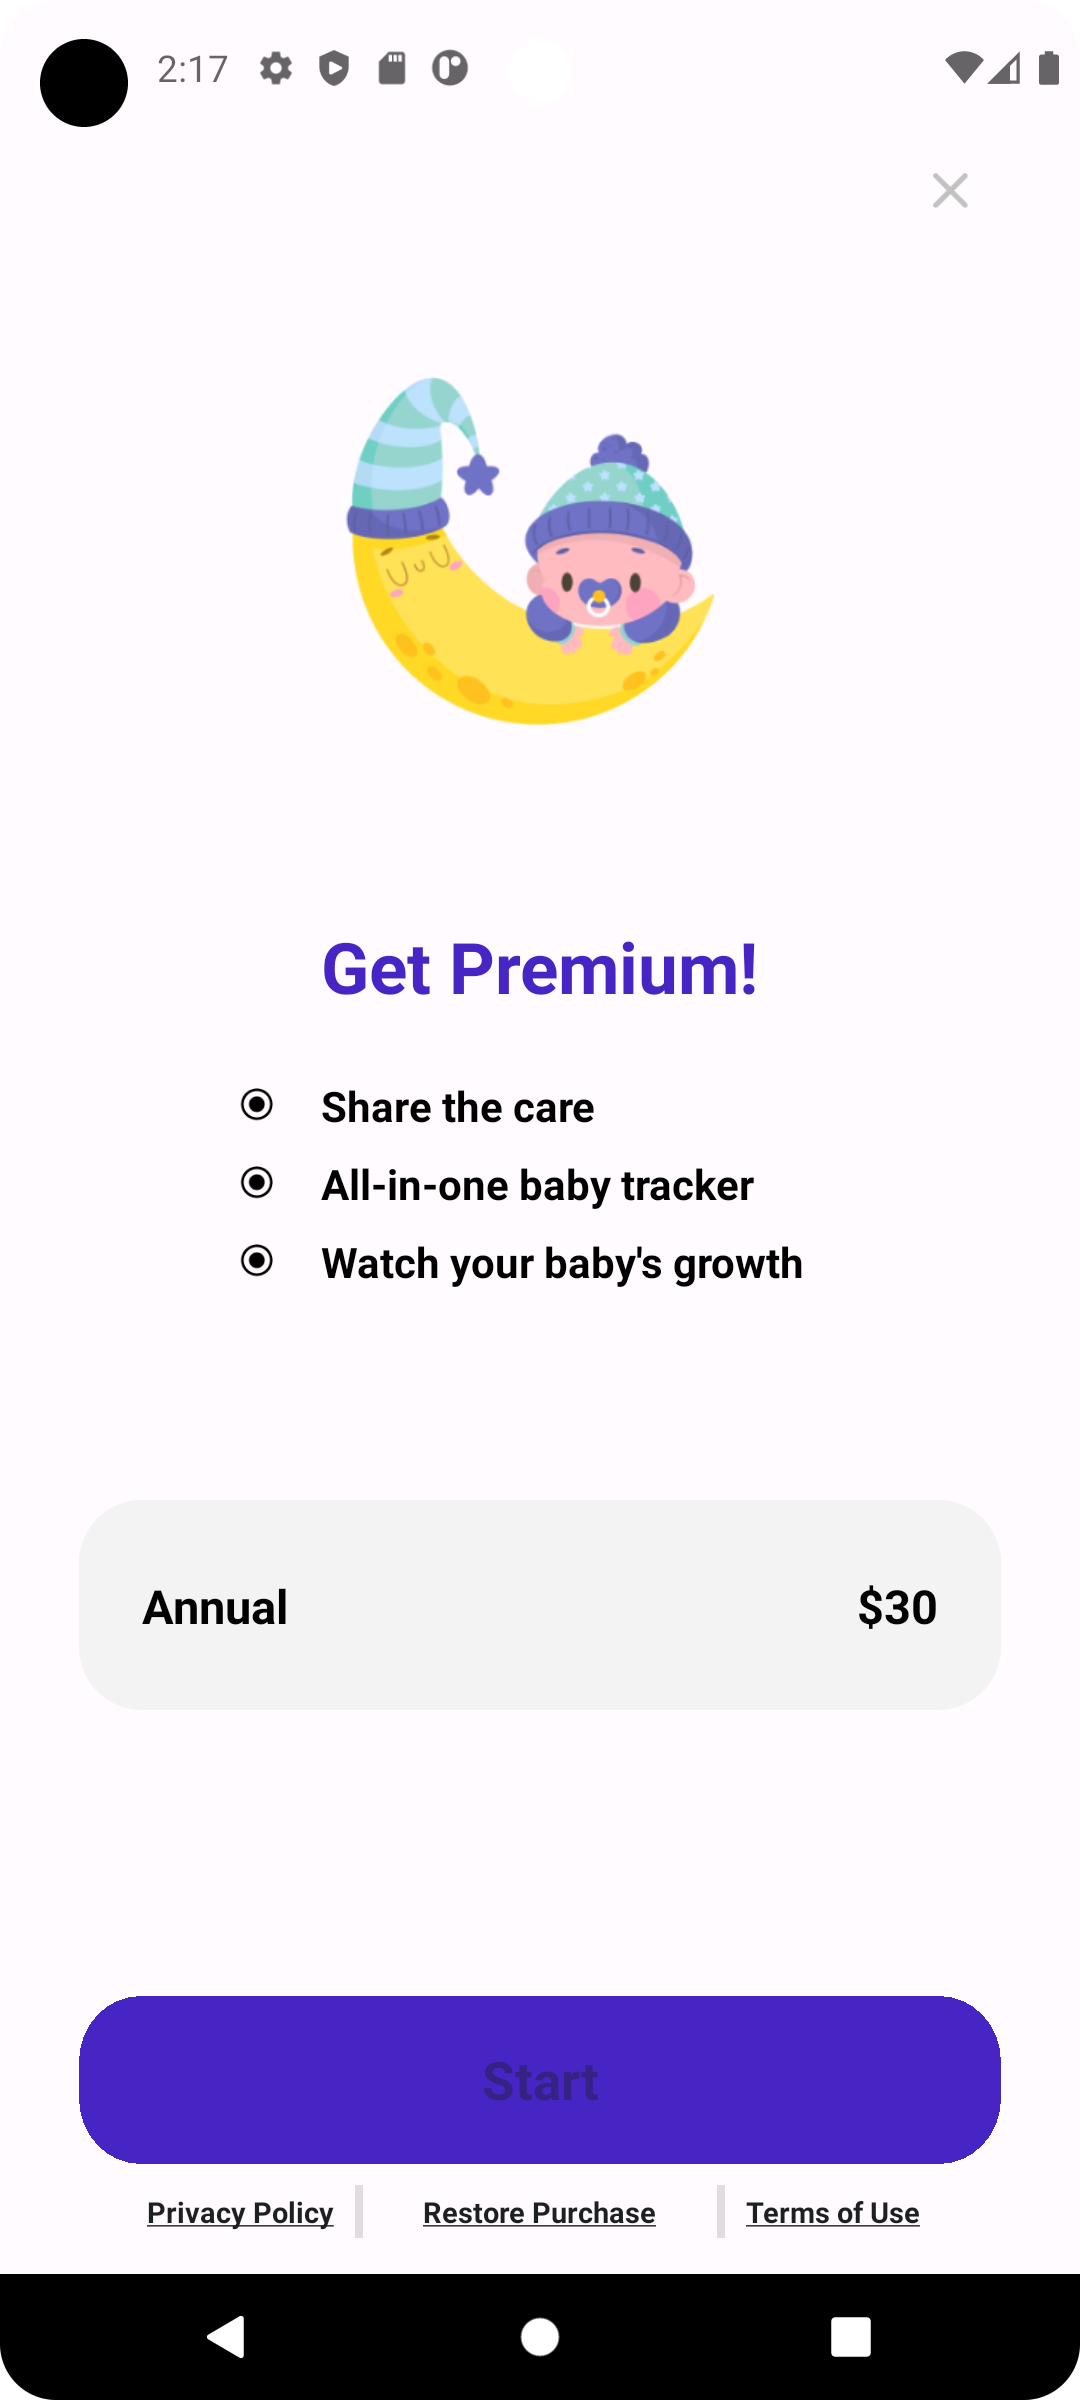 2:17
Get Premium!
Share the care
All-in-one baby tracker
Watch your baby's growth
Annual $30
Start
Privacy Policy Restore Purchase Terms of Use